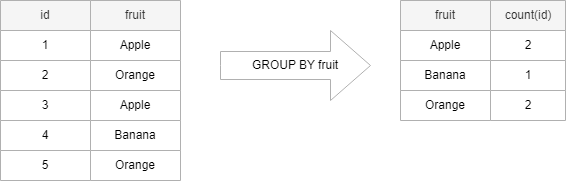 id fruit
1 Apple
2 Orange
3 Apple
4 Banana
5 Orange
GROUP BY fruit
fruit count(id)
Apple 2
Banana 1
Orange 2